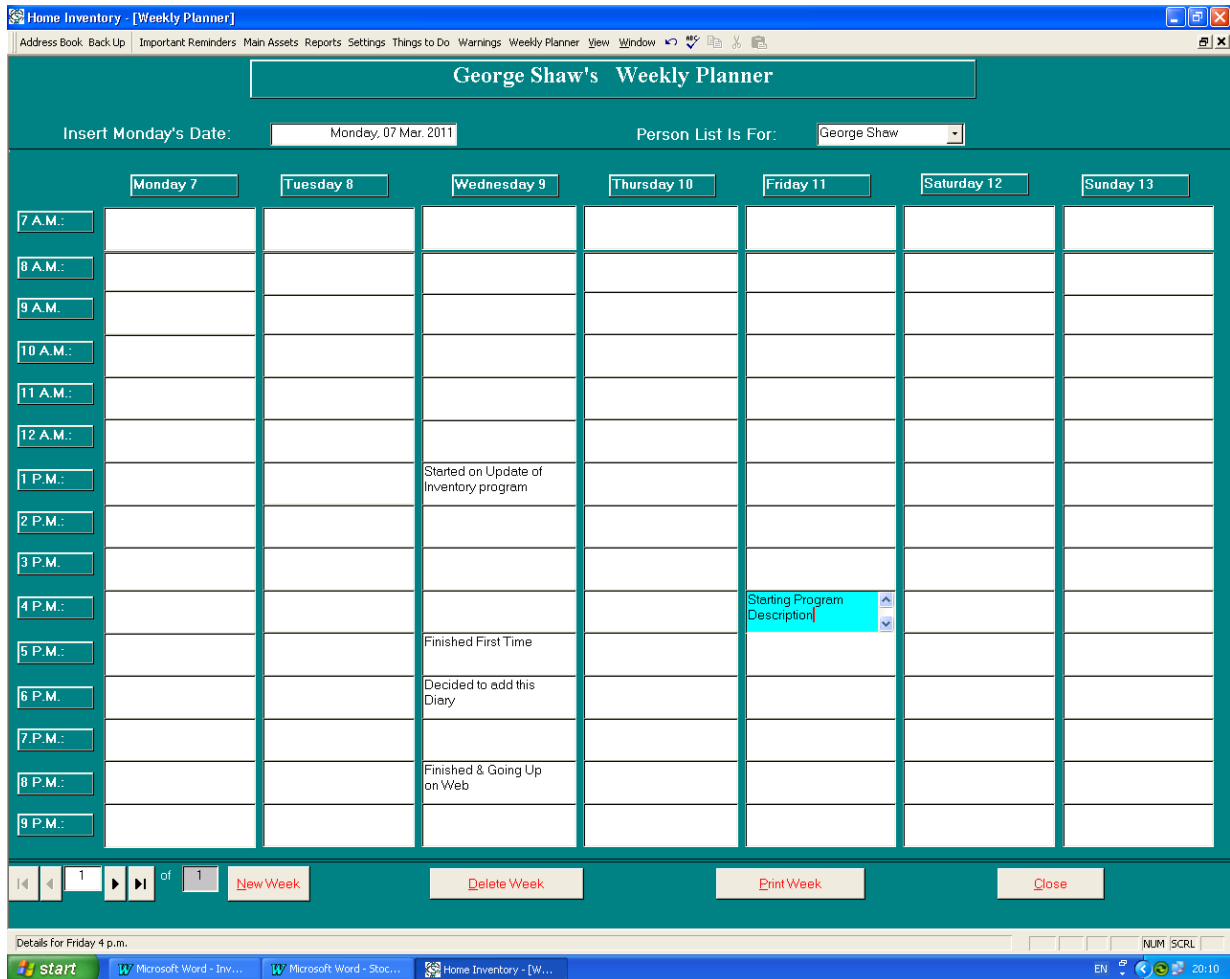 Home Inventory - [Weekly Planner]
Address Book Back Up Important Reminders Main Assets Reports Settings Things to Do Warnings Weekly Planner View Window ABC
George Shaw's Weekly Planner
Insert Monday's Date: Monday, 07 Mar. 2011 Person List Is For: George Shaw
Monday 7 Tuesday 8 Wednesday 9 Thursday 10 Friday 11 Saturday 12 Sunday 13
7 A.M.:
8 A.M.:
9 A.M.
10 A.M.:
11 A.M.:
12 A.M.:
1 P.M.: Started on Update of
Inventory program
2 P.M.:
3 P.M.
4 P.M.: Starting Program
Description
5 P.M.: Finished First Time
6 P.M. Decided to add this
Diary
7.P.M.:
8 P.M.: Finished & Going Up
on Web
9 P.M.:
1 of 1 New Week Delete Week Print Week Close
Details for Friday 4 p.m. NUM SCRL
start Microsoft Word - Inv... Microsoft Word - Stoc... Home Inventory - [W... EN 20:10